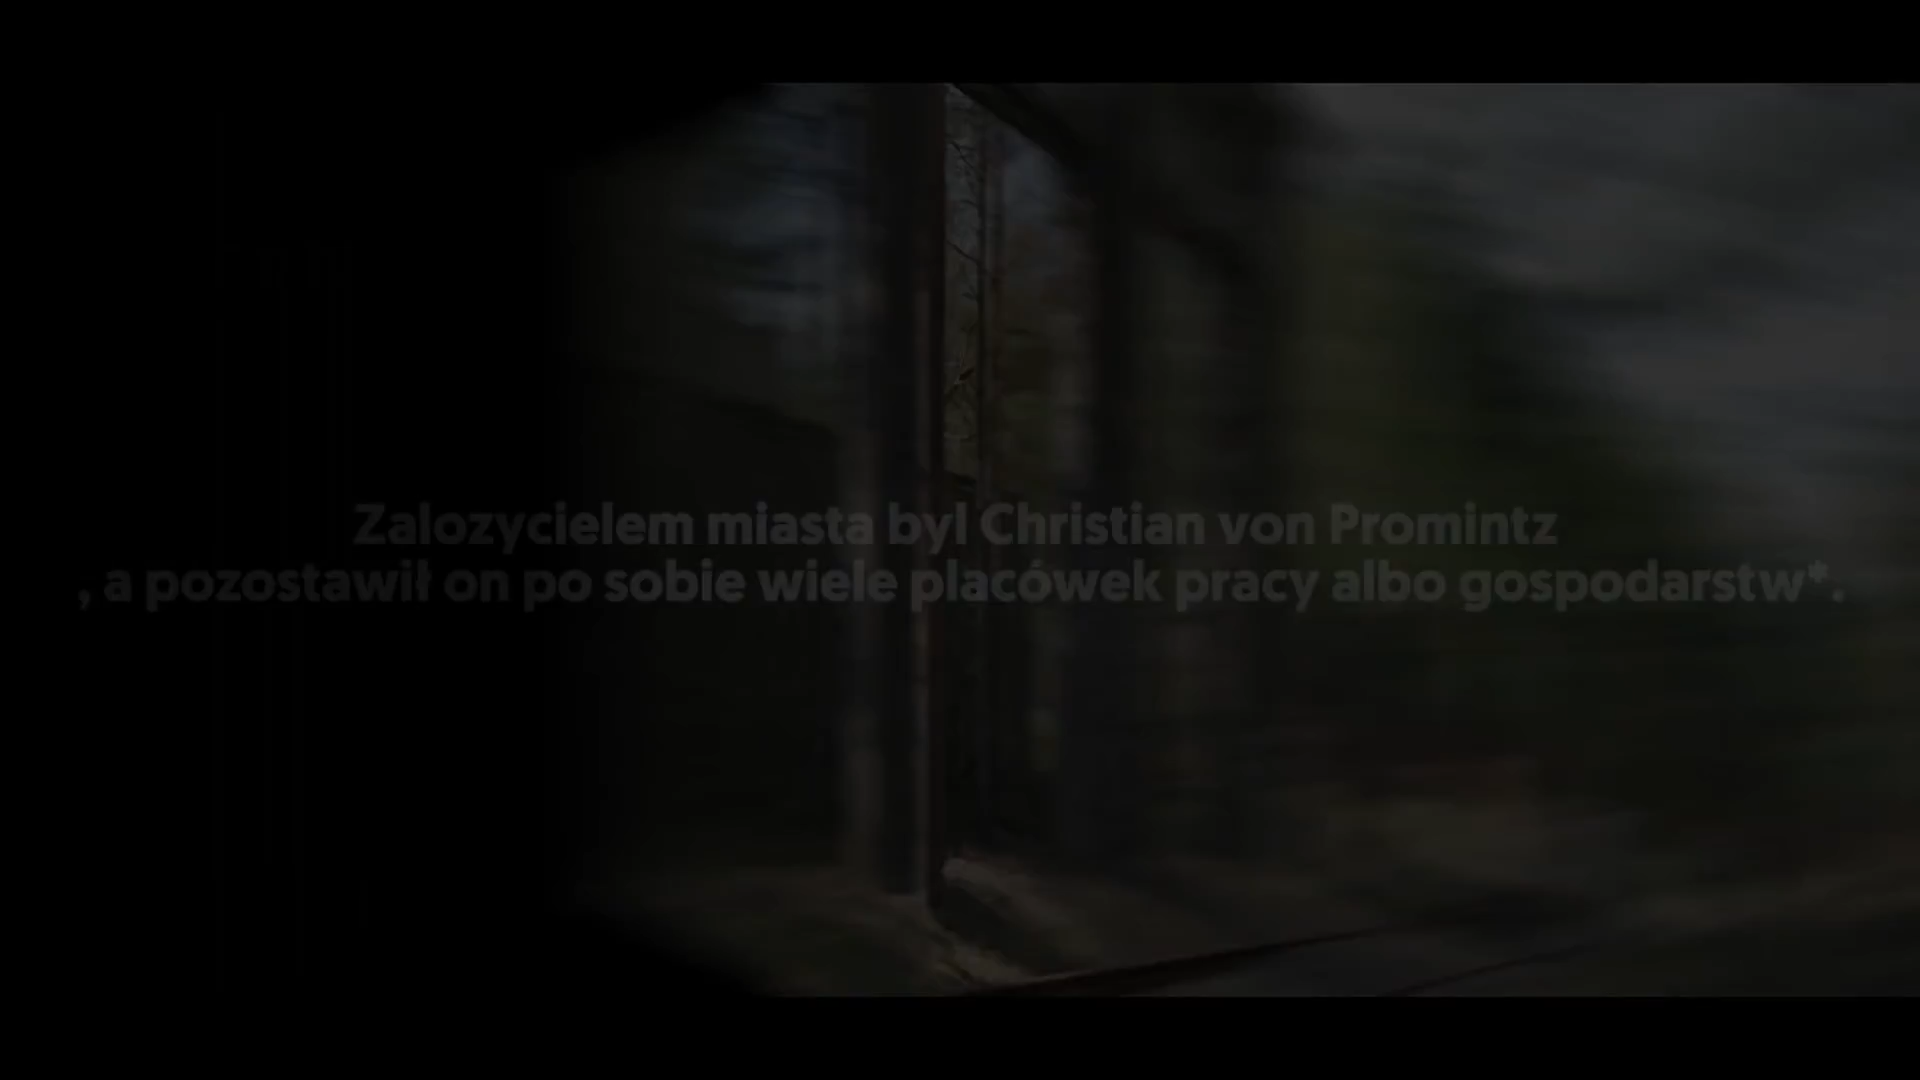 Zalozycielem miasta byl Christian von Promintz
, a pozostawił on po sobie wiele placówek pracy albo gospodarstw*.